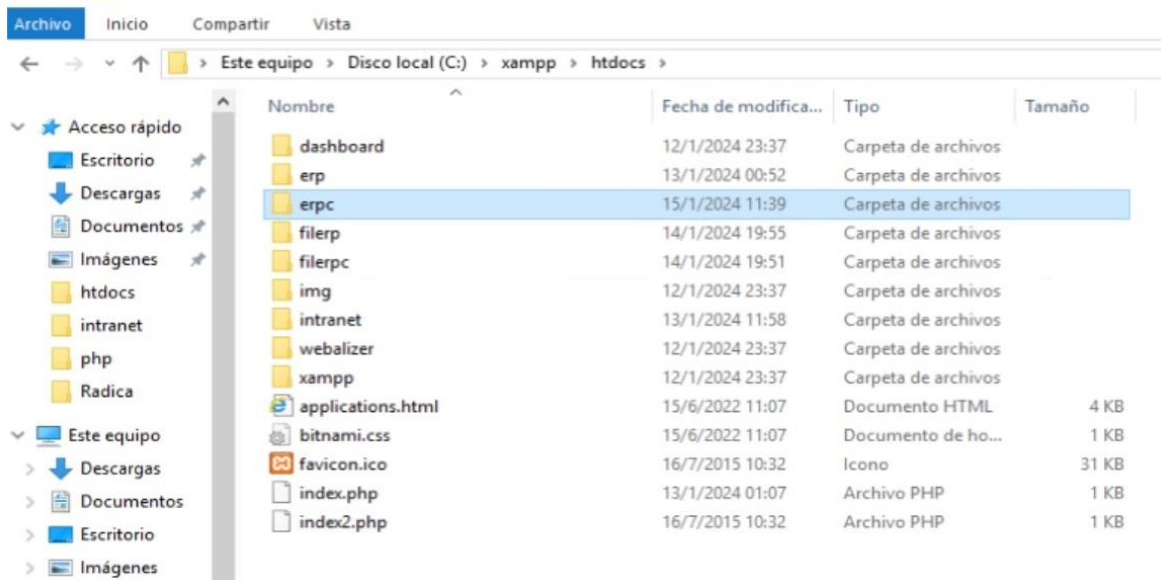 Archivo Inicio Compartir Vista
Este equipo > Disco local (C:) > xampp > htdocs >
Acceso rápido
Escritorio
Descargas
Documentos
Imágenes
htdocs
intranet
php
Radica
Este equipo
Descargas
Documentos
Escritorio
Imágenes
Nombre Fecha de modifica... Tipo Tamaño
dashboard 12/1/2024 23:37 Carpeta de archivos
erp 13/1/2024 00:52 Carpeta de archivos
erpc 15/1/2024 11:39 Carpeta de archivos
filerp 14/1/2024 19:55 Carpeta de archivos
filerpc 14/1/2024 19:51 Carpeta de archivos
img 12/1/2024 23:37 Carpeta de archivos
intranet 13/1/2024 11:58 Carpeta de archivos
webalizer 12/1/2024 23:37 Carpeta de archivos
xampp 12/1/2024 23:37 Carpeta de archivos
applications.html 15/6/2022 11:07 Documento HTML 4 KB
bitnami.css 15/6/2022 11:07 Documento de ho... 1 KB
favicon.ico 16/7/2015 10:32 Icono 31 KB
index.php 13/1/2024 01:07 Archivo PHP 1 KB
index2.php 16/7/2015 10:32 Archivo PHP 1 KB